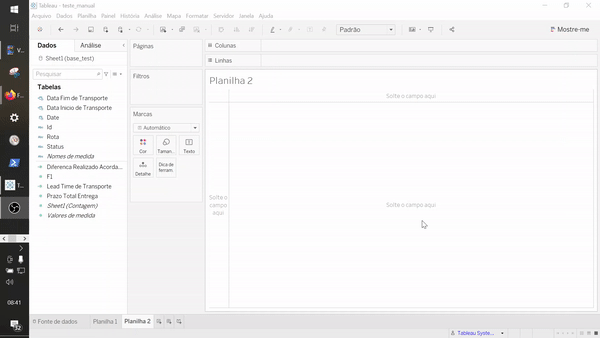 Tableau - teste_manual
Arquivo Dados Planilha Painel História Análise Mapa Formatar Servidor Janela Ajuda
Padrão
Mostre-me
Dados
Análise
Sheet1 (base_test)
Pesquisar
Tabelas
Data Fim de Transporte
Data Inicio de Transporte
Date
Id
Rota
Status
Nomes de medida
Diferenca Realizado Acorda...
F1
Lead Time de Transporte
Prazo Total Entrega
Sheet1 (Contagem)
Valores de medida
Páginas
Filtros
Marcas
Automático
Cor
Taman...
Texto
Detalhe
Dica de
ferram.
Colunas
Linhas
Planilha 2
Solte o campo aqui
Solte o
campo
aqui
Solte o campo aqui
Fonte de dados
Planilha 1
Planilha 2
Tableau Syste...
08:41